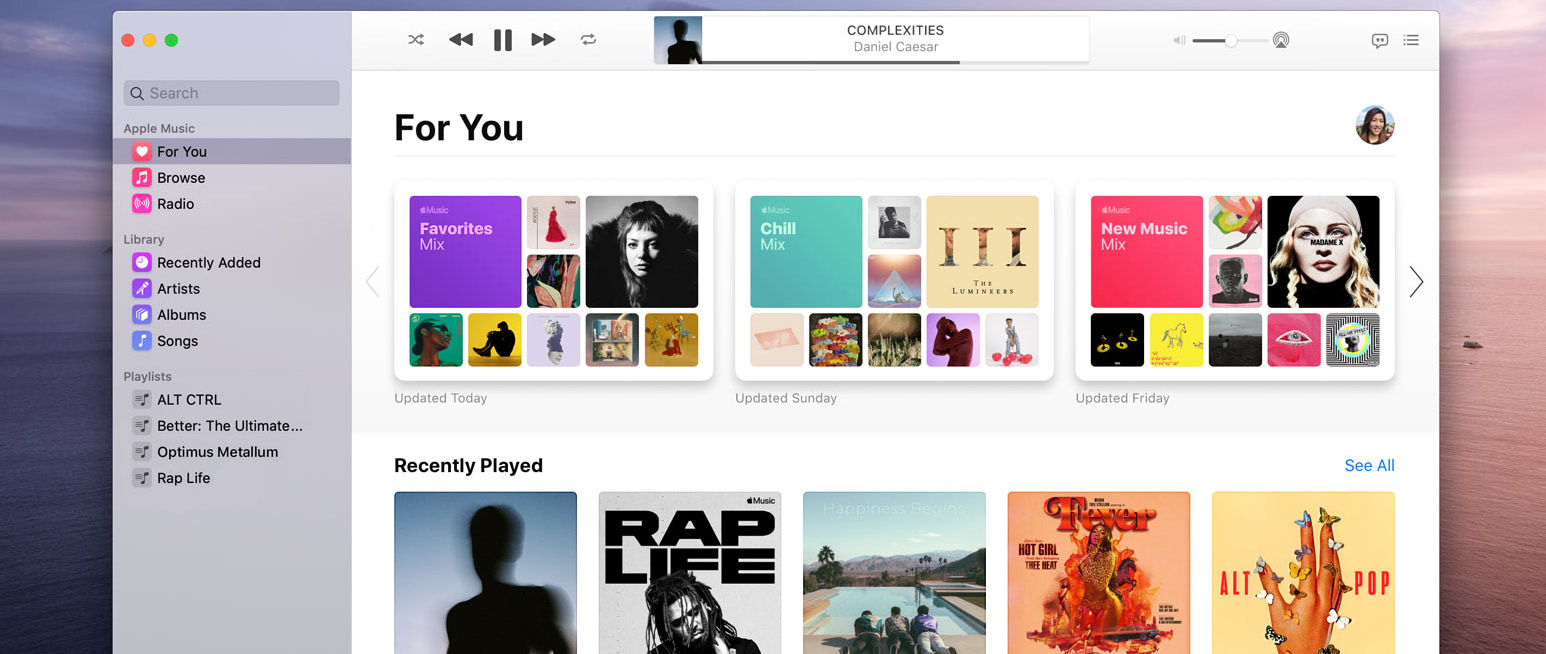 COMPLEXITIES
Daniel Caesar
Search
Apple Music
For You
Browse
Radio
Library
Recently Added
Artists
Albums
Songs
Playlists
ALT CTRL
Better: The Ultimate...
Optimus Metallum
Rap Life
For You
Music
Favorites
Mix
YUNA
Music
Chill
Mix
III
THE
LUMINEERS
Music
New Music
Mix
MADAME X
Updated Today
Updated Sunday
Updated Friday
Recently Played
See All
Music
RAP
LIFE
Happiness Begins
Fever
HOT GIRL
THEE HEAT
ALT POP